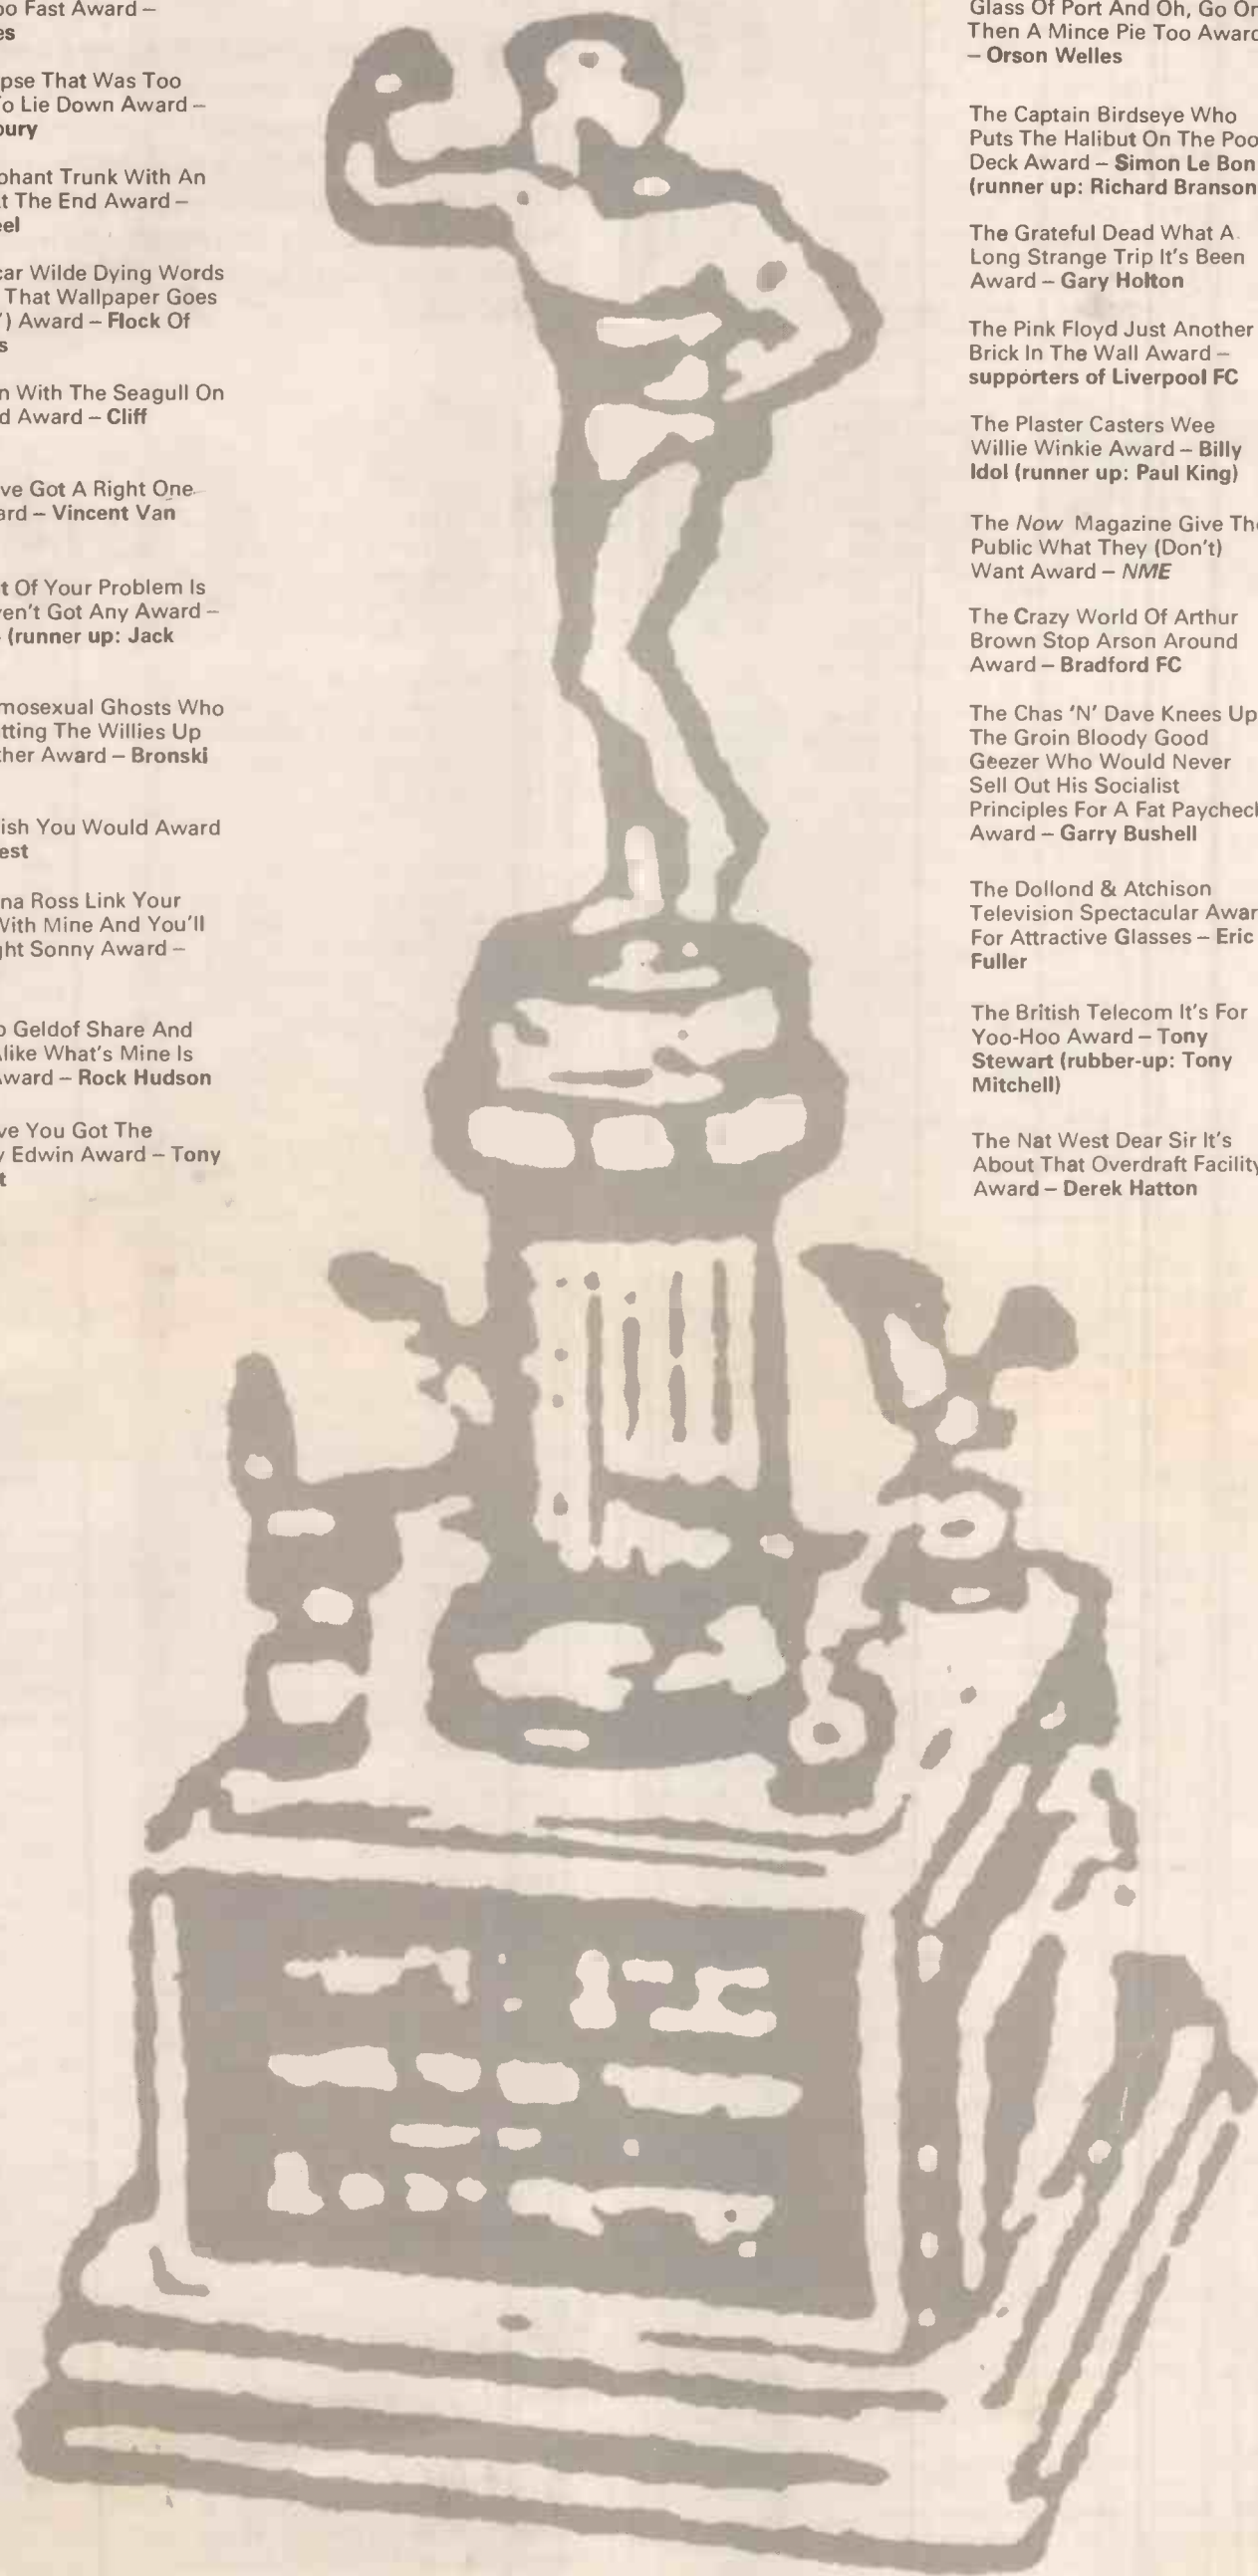 oo Fast Award –
es
pse That Was Too
To Lie Down Award –
bury
phant Trunk With An
t The End Award –
eel
car Wilde Dying Words
That Wallpaper Goes
') Award – Flock Of
s
n With The Seagull On
d Award – Cliff
ve Got A Right One
ard – Vincent Van
t Of Your Problem Is
ven't Got Any Award –
(runner up: Jack
mosexual Ghosts Who
tting The Willies Up
ther Award – Bronski
ish You Would Award
est
na Ross Link Your
With Mine And You'll
ght Sonny Award –
o Geldof Share And
Alike What's Mine Is
ward – Rock Hudson
ve You Got The
y Edwin Award – Tony
t
Glass Of Port And Oh, Go On
Then A Mince Pie Too Award
– Orson Welles
The Captain Birdseye Who
Puts The Halibut On The Poo
Deck Award – Simon Le Bon
(runner up: Richard Branson
The Grateful Dead What A
Long Strange Trip It's Been
Award – Gary Holton
The Pink Floyd Just Another
Brick In The Wall Award –
supporters of Liverpool FC
The Plaster Casters Wee
Willie Winkie Award – Billy
Idol (runner up: Paul King)
The Now Magazine Give The
Public What They (Don't)
Want Award – NME
The Crazy World Of Arthur
Brown Stop Arson Around
Award – Bradford FC
The Chas 'N' Dave Knees Up
The Groin Bloody Good
Geezer Who Would Never
Sell Out His Socialist
Principles For A Fat Paycheck
Award – Garry Bushell
The Dollond & Atchison
Television Spectacular Awar
For Attractive Glasses – Eric
Fuller
The British Telecom It's For
Yoo-Hoo Award – Tony
Stewart (rubber-up: Tony
Mitchell)
The Nat West Dear Sir It's
About That Overdraft Facility
Award – Derek Hatton